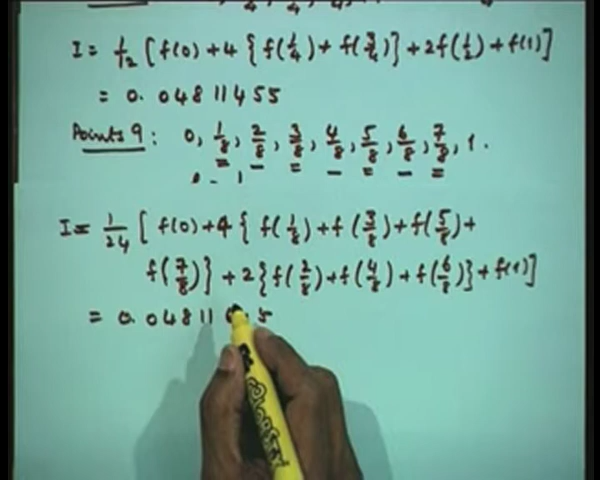 I = 1/12 [f(0) + 4 {f(1/4) + f(3/4)} + 2f(1/2) + f(1)]
= 0.04811455
Points 9 : 0, 1/8, 2/8, 3/8, 4/8, 5/8, 6/8, 7/8, 1.
I = 1/24 [f(0) + 4 {f(1/8) + f(3/8) + f(5/8) +
f(7/8)} + 2{f(2/8) + f(4/8) + f(6/8)} + f(1)]
= 0.04811